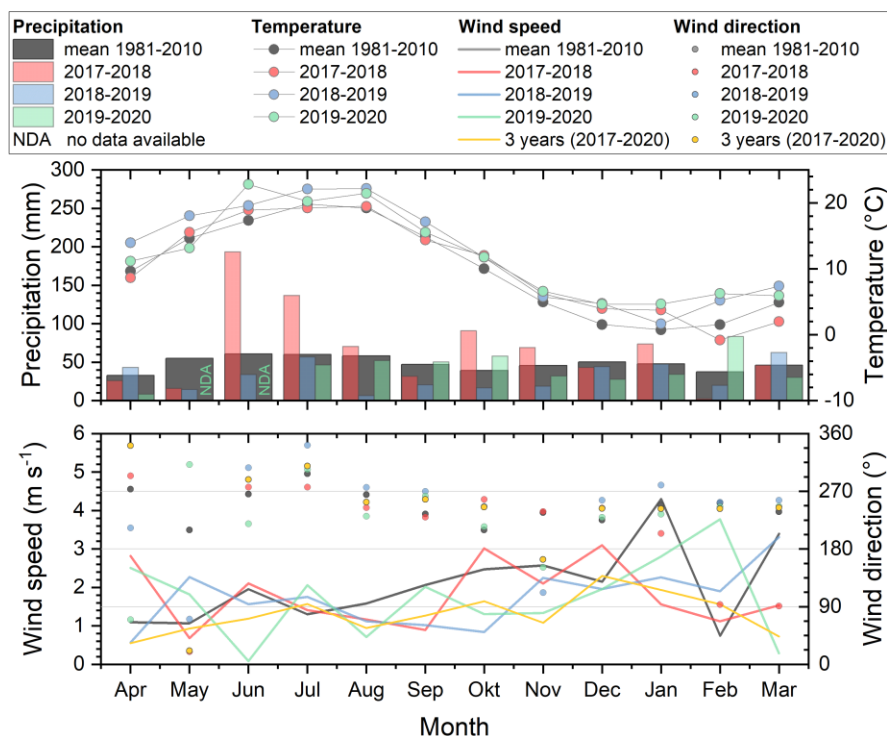 Precipitation Temperature Wind speed Wind direction
mean 1981-2010 mean 1981-2010 mean 1981-2010 mean 1981-2010
2017-2018 2017-2018 2017-2018 2017-2018
2018-2019 2018-2019 2018-2019 2018-2019
2019-2020 2019-2020 2019-2020 2019-2020
NDA no data available 3 years (2017-2020) 3 years (2017-2020)
Precipitation (mm)
300
250
200
150
100
50
0
NDA
NDA
20
10
0
-10
Temperature (°C)
Wind speed (m s⁻¹)
6
5
4
3
2
1
0
360
270
180
90
0
Wind direction (°)
Apr May Jun Jul Aug Sep Okt Nov Dec Jan Feb Mar
Month